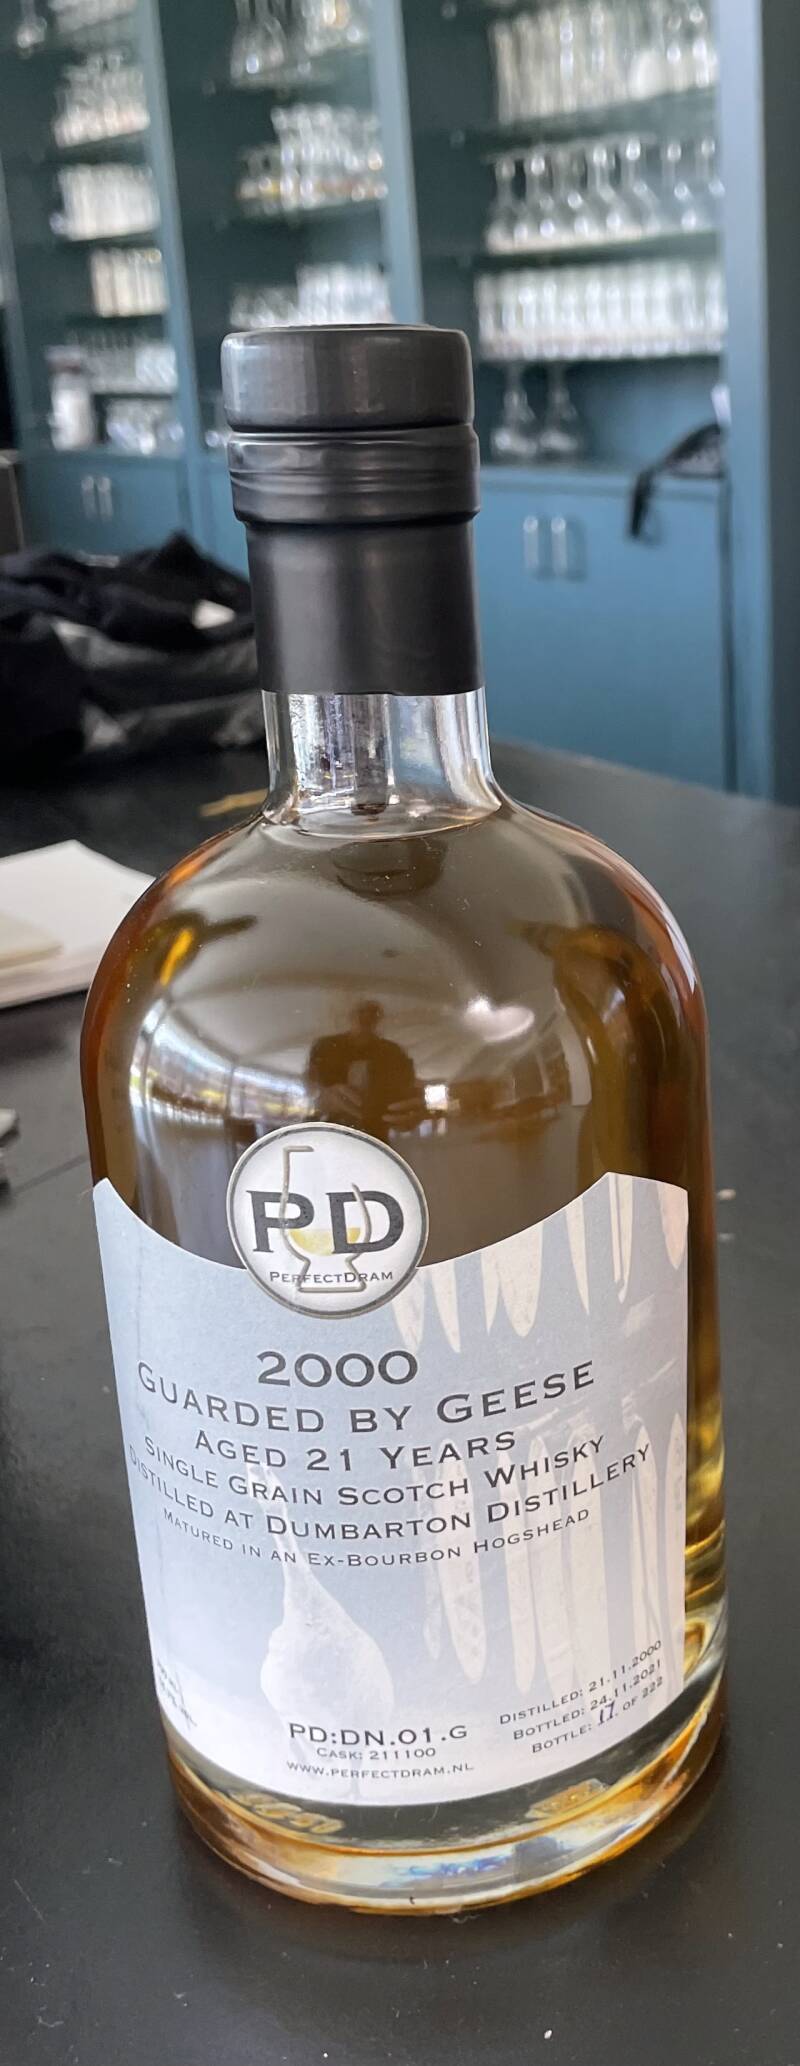 PD
PERFECTDRAM
2000
GUARDED BY GEESE
AGED 21 YEARS
SINGLE GRAIN SCOTCH WHISKY
DISTILLED AT DUMBARTON DISTILLERY
MATURED IN AN EX-BOURBON HOGSHEAD
PD:DN.01.G
CASK: 211100
WWW.PERFECTDRAM.NL
DISTILLED: 21.11.2000
BOTTLED: 24.11.2021
BOTTLE: 17 OF 222